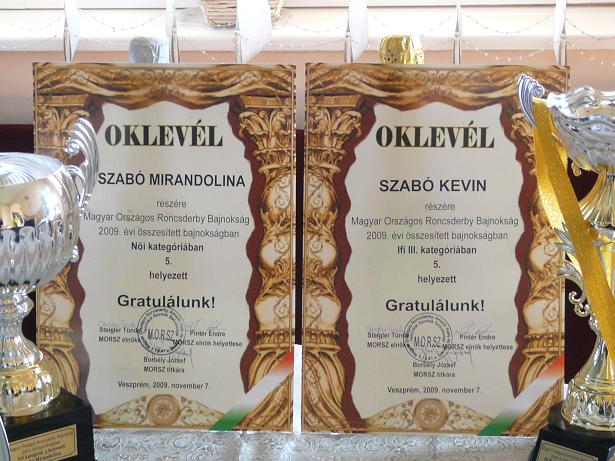 OKLEVÉL
SZABÓ MIRANDOLINA
részére
Magyar Országos Roncsderby Bajnokság
2009. évi összesített bajnokságban
Női kategóriában
5.
helyezett
Gratulálunk!
M.O.R.SZ
Steigler Tünde
MORSZ elnök
Pintér Endre
MORSZ elnök helyettese
Borbély József
MORSZ titkára
Veszprém, 2009. november 7.
OKLEVÉL
SZABÓ KEVIN
részére
Magyar Országos Roncsderby Bajnokság
2009. évi összesített bajnokságban
Ifi III. kategóriában
5.
helyezett
Gratulálunk!
M.O.R.SZ
Steigler Tünde
MORSZ elnök
Pintér Endre
MORSZ elnök helyettese
Borbély József
MORSZ titkára
Veszprém, 2009. november 7.